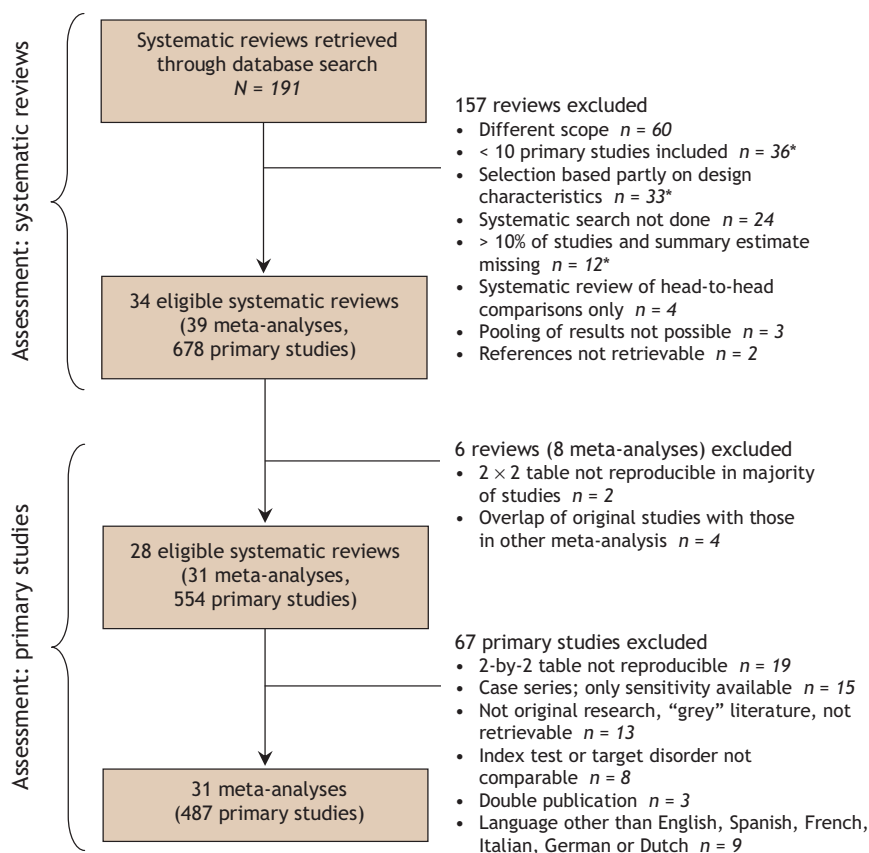 Assessment: systematic reviews
Systematic reviews retrieved
through database search
N = 191
157 reviews excluded
• Different scope n = 60
• < 10 primary studies included n = 36*
• Selection based partly on design
characteristics n = 33*
• Systematic search not done n = 24
• > 10% of studies and summary estimate
missing n = 12*
• Systematic review of head-to-head
comparisons only n = 4
• Pooling of results not possible n = 3
• References not retrievable n = 2
34 eligible systematic reviews
(39 meta-analyses,
678 primary studies)
Assessment: primary studies
6 reviews (8 meta-analyses) excluded
• 2 × 2 table not reproducible in majority
of studies n = 2
• Overlap of original studies with those
in other meta-analysis n = 4
28 eligible systematic reviews
(31 meta-analyses,
554 primary studies)
67 primary studies excluded
• 2-by-2 table not reproducible n = 19
• Case series; only sensitivity available n = 15
• Not original research, “grey” literature, not
retrievable n = 13
• Index test or target disorder not
comparable n = 8
• Double publication n = 3
• Language other than English, Spanish, French,
Italian, German or Dutch n = 9
31 meta-analyses
(487 primary studies)